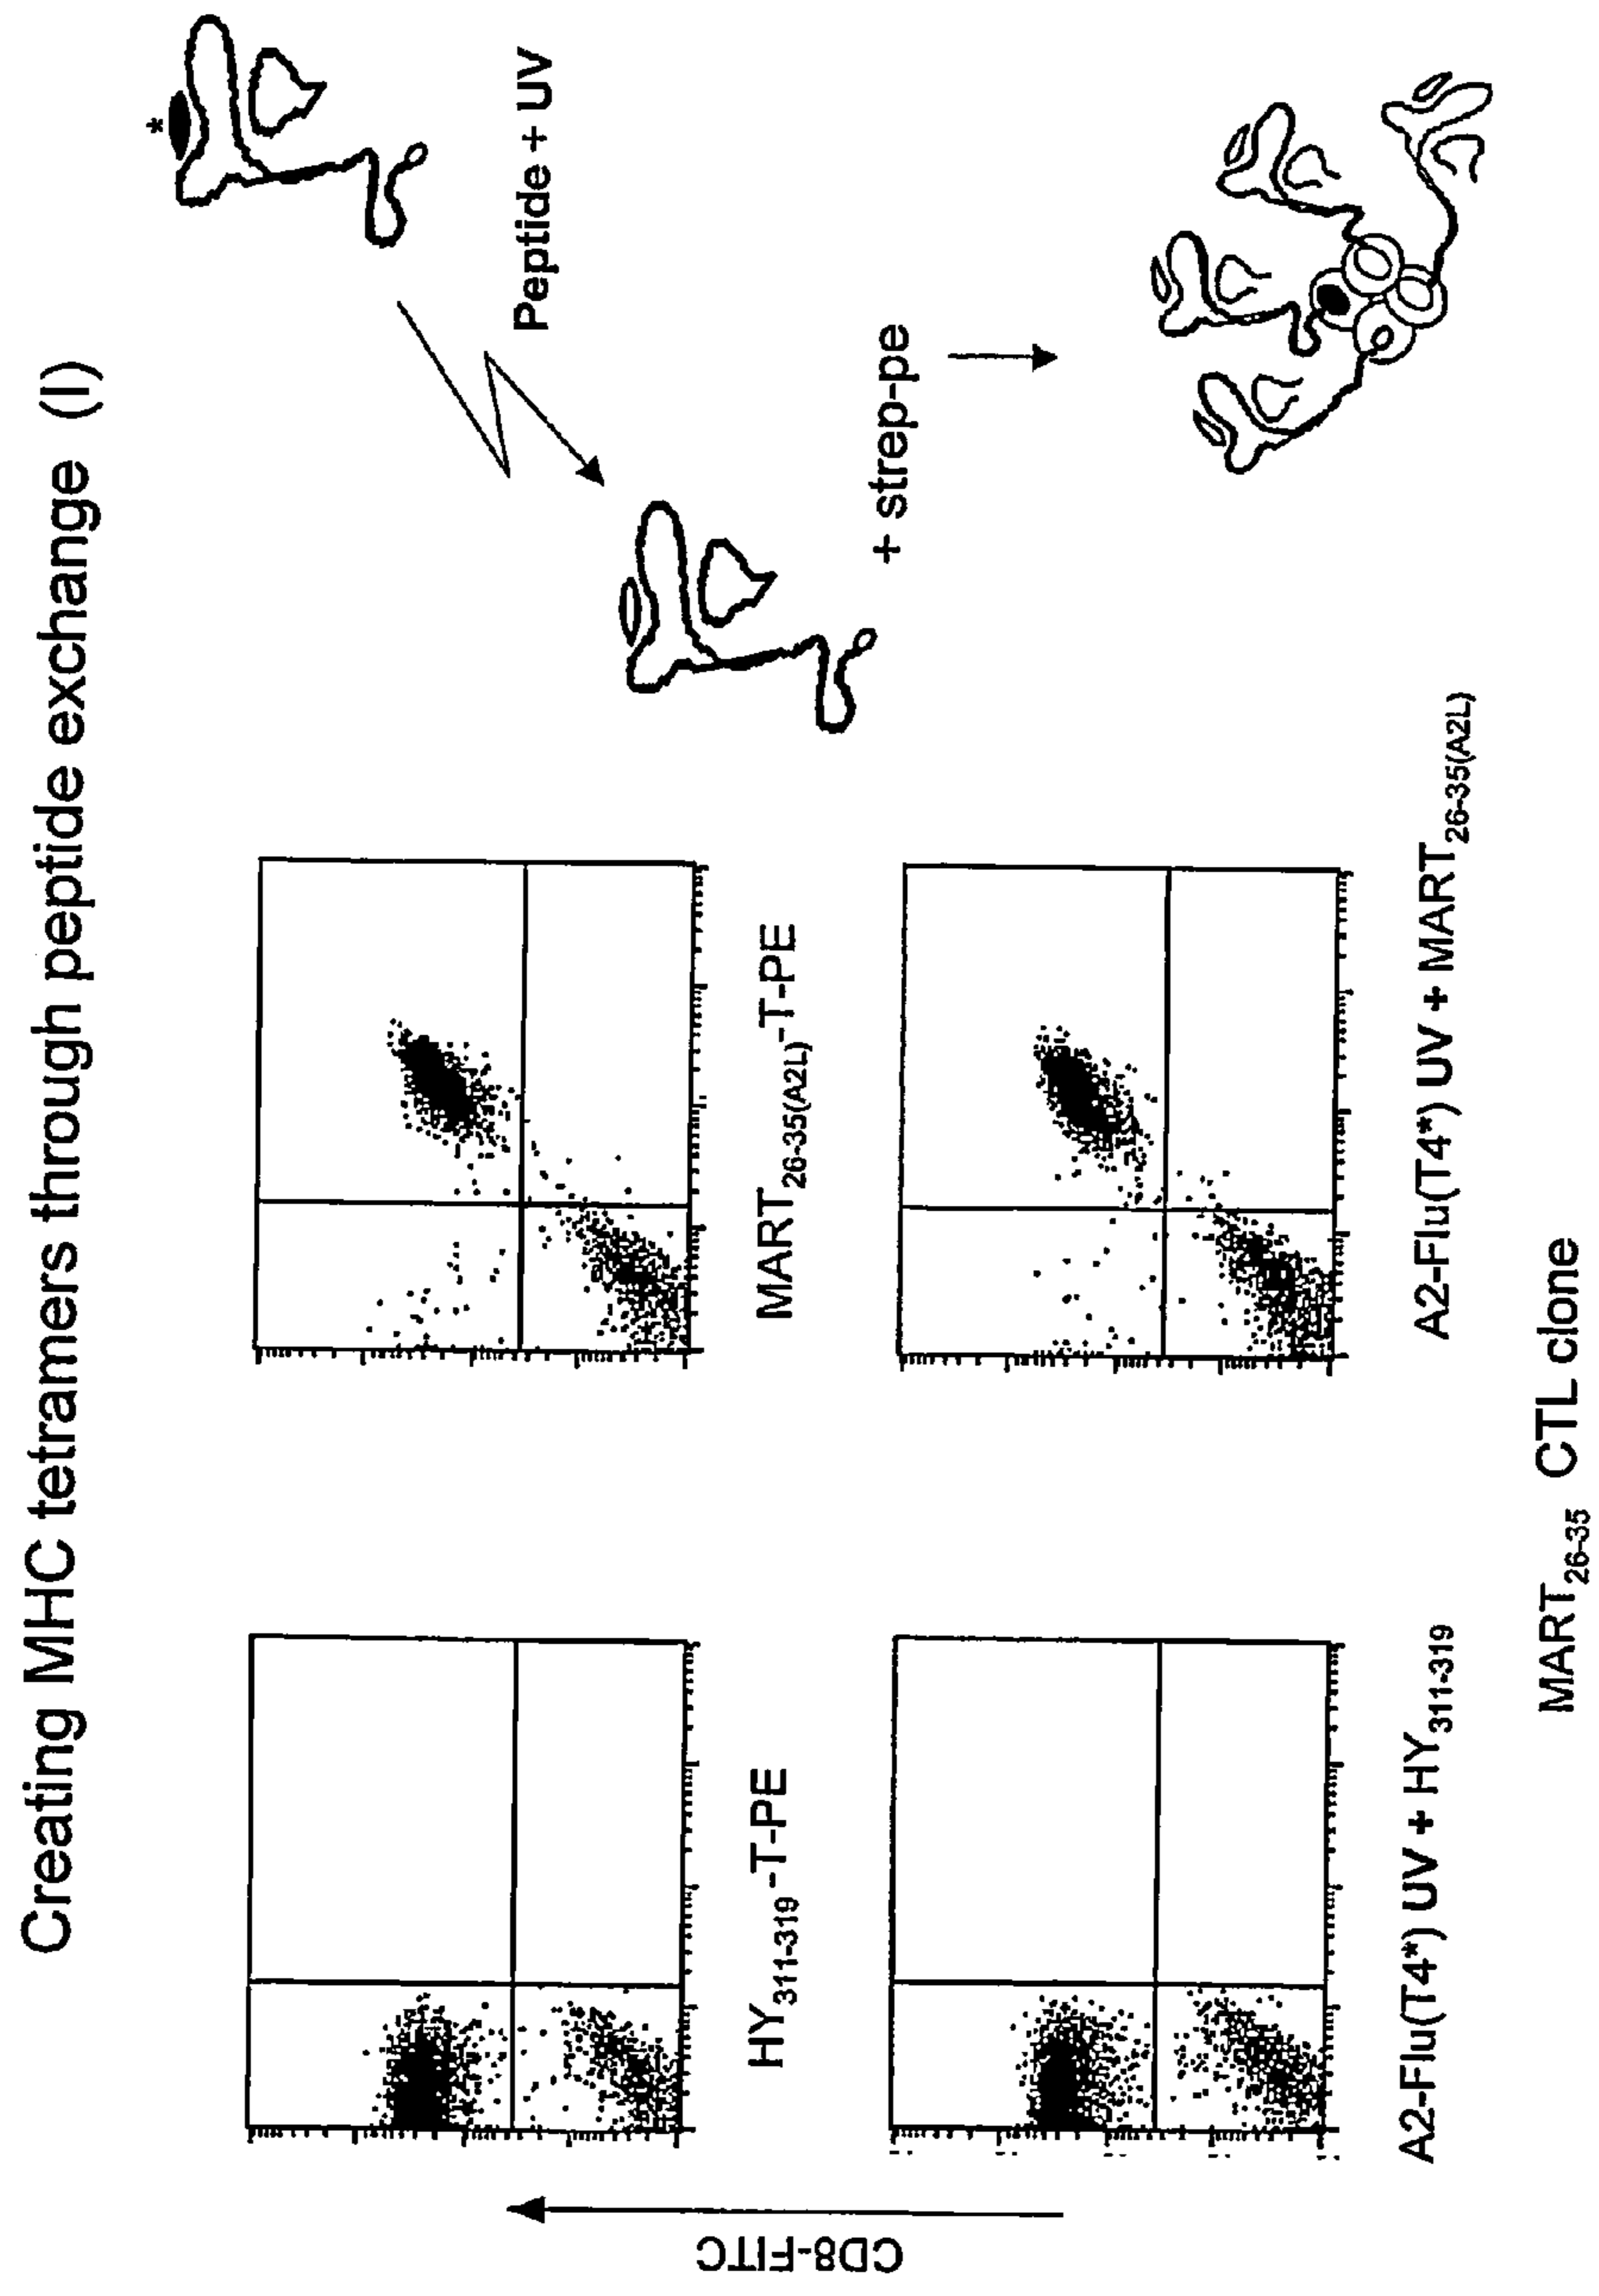 Creating MHC tetramers through peptide exchange (I)
*
Peptide + UV
+ strep-pe
CD8-FITC
HY311-319-T-PE
MART26-35(A2L)-T-PE
A2-Flu(T4*) UV + HY311-319
A2-Flu(T4*) UV + MART26-35(A2L)
MART26-35 CTL clone